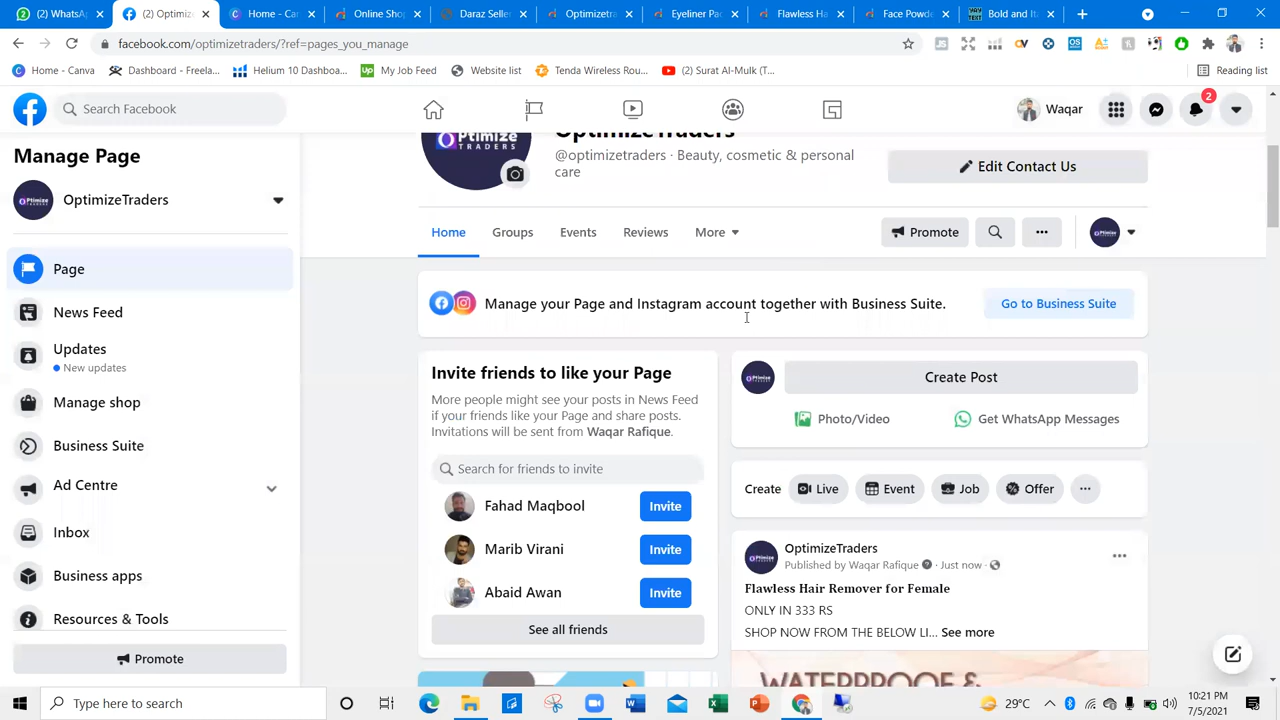 (2) WhatsA
(2) Optimiz
Home - Can
Online Shop
Daraz Seller
Optimizetra
Eyeliner Pac
Flawless Ha
Face Powde
Bold and Ita
facebook.com/optimizetraders/?ref=pages_you_manage
Home - Canva
Dashboard - Freela...
Helium 10 Dashboa...
My Job Feed
Website list
Tenda Wireless Rou...
(2) Surat Al-Mulk (T...
Reading list
Search Facebook
Waqar
2
Manage Page
OptimizeTraders
Page
News Feed
Updates
New updates
Manage shop
Business Suite
Ad Centre
Inbox
Business apps
Resources & Tools
Promote
OPtimize
TRADERS
OptimizeTraders
@optimizetraders · Beauty, cosmetic & personal
care
Edit Contact Us
Home
Groups
Events
Reviews
More
Promote
Manage your Page and Instagram account together with Business Suite.
Go to Business Suite
Invite friends to like your Page
More people might see your posts in News Feed
if your friends like your Page and share posts.
Invitations will be sent from Waqar Rafique.
Search for friends to invite
Fahad Maqbool
Invite
Marib Virani
Invite
Abaid Awan
Invite
See all friends
Create Post
Photo/Video
Get WhatsApp Messages
Create
Live
Event
Job
Offer
OptimizeTraders
Published by Waqar Rafique · Just now ·
Flawless Hair Remover for Female
ONLY IN 333 RS
SHOP NOW FROM THE BELOW LI... See more
WATERPROOF &
Type here to search
29°C
10:21 PM
7/5/2021